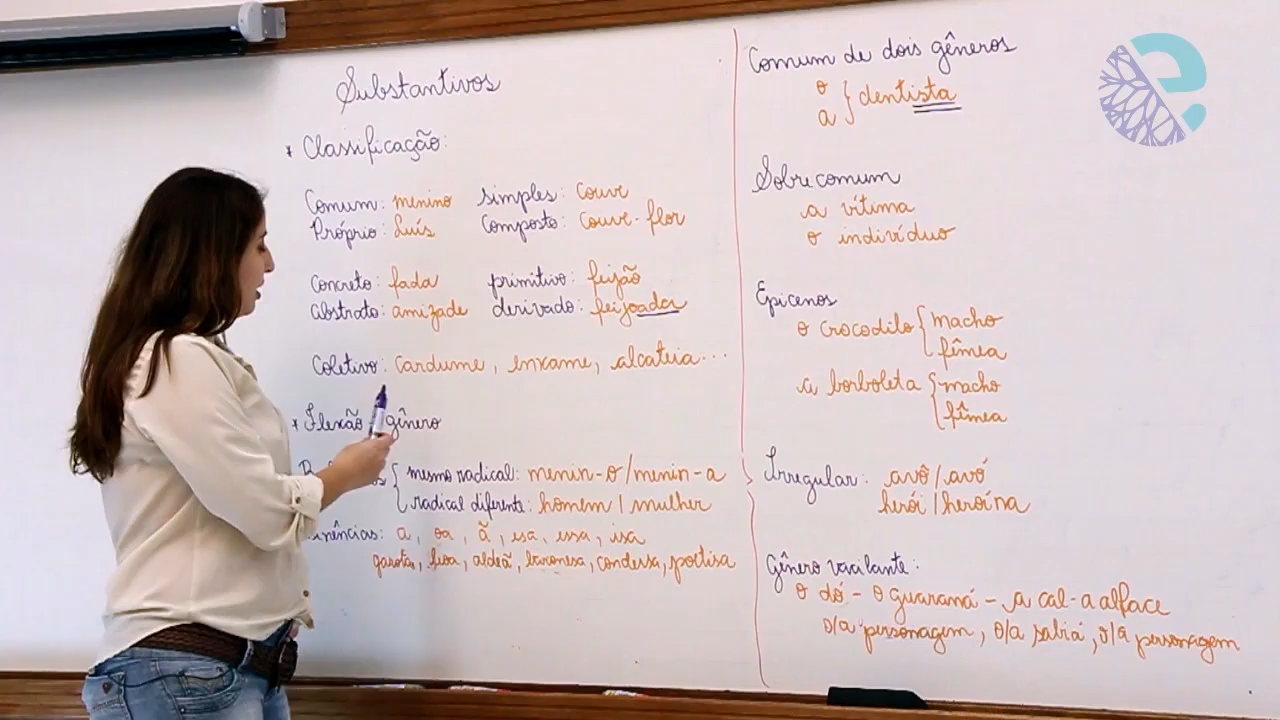 Substantivos
* Classificação:
Comum: menino simples: couve
Próprio: Luís composto: couve-flor
Concreto: fada primitivo: feijão
Abstrato: amizade derivado: feijoada
Coletivo: cardume, enxame, alcateia...
* Flexão gênero
mesmo radical: menin-o/menin-a
radical diferente: homem / mulher
a, oa, ã, esa, essa, isa
garota, leoa, aldeã, baronesa, condessa, poetisa
Comum de dois gêneros
o
a } dentista
Sobrecomum
a vítima
o indivíduo
Epicenos
o crocodilo { macho
fêmea
a borboleta { macho
fêmea
Irregular: avô/avó
herói/heroína
Gênero vacilante:
o dó - o guaraná - a cal - a alface
o/a personagem, o/a sabiá, o/a personagem